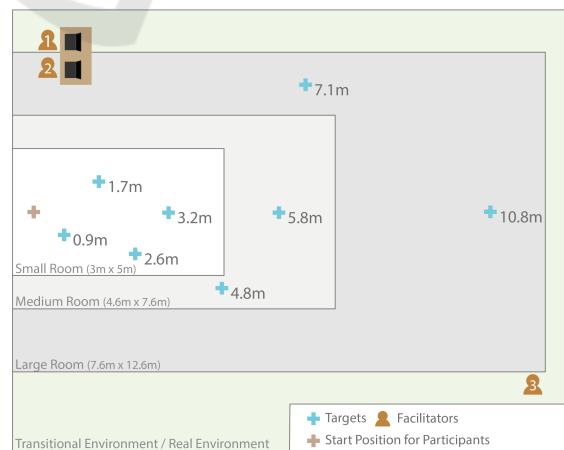 1
2
7.1m
1.7m
3.2m
5.8m
10.8m
0.9m
2.6m
Small Room (3m x 5m)
4.8m
Medium Room (4.6m x 7.6m)
Large Room (7.6m x 12.6m)
3
Targets Facilitators
Start Position for Participants
Transitional Environment / Real Environment